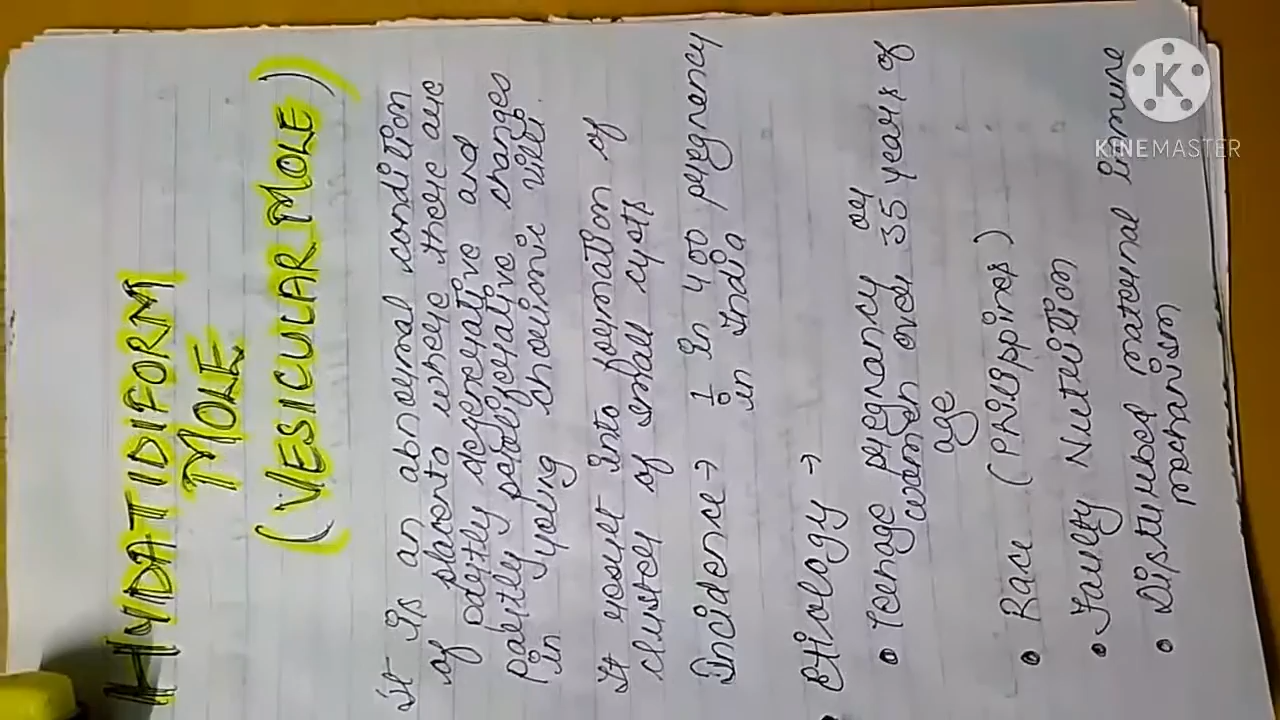 HYDATIDIFORM
MOLE
(VESICULAR MOLE)
It is an abnormal condition
of placenta where there are
partly degenerative and
partly proliferative changes
in young chorionic villi.
It result into formation of
cluster of small cysts
Incidence → 1 in 400 pregnency
in India
Etiology →
• Teenage pregnancy or
women over 35 years of
age
• Race (Philippines)
• Faulty Nutrition
• Disturbed maternal immune
mechanism
KINEMASTER